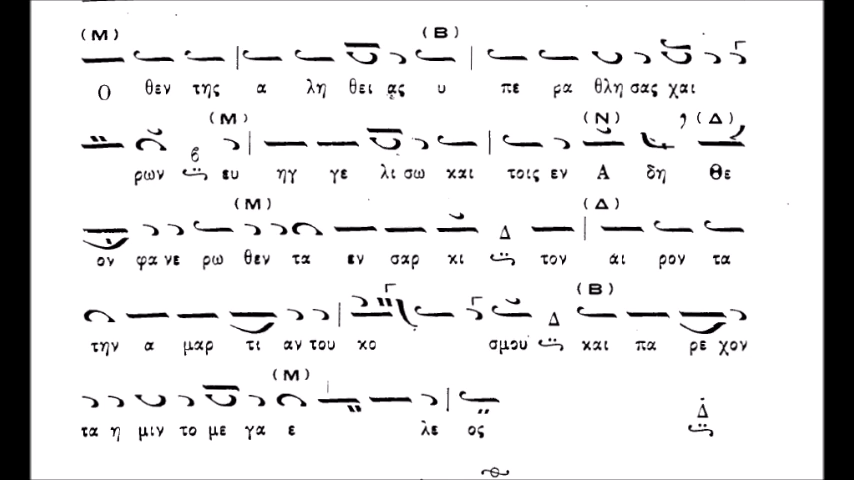 (Μ) (Β)
Ο θεν της α λη θει ας υ πε ρα θλη σας χαι
(Μ) (Ν) (Δ)
ρων β ευ ηγ γε λι σω και τοις εν Α δη Θε
(Μ) (Δ)
ον φα νε ρω θεν τα εν σαρ κι Δ τον αι ρον τα
(Β)
την α μαρ τι αν του κο σμου Δ και πα ρε χον
(Μ)
τα η μιν το με γα ε λε ος Δ